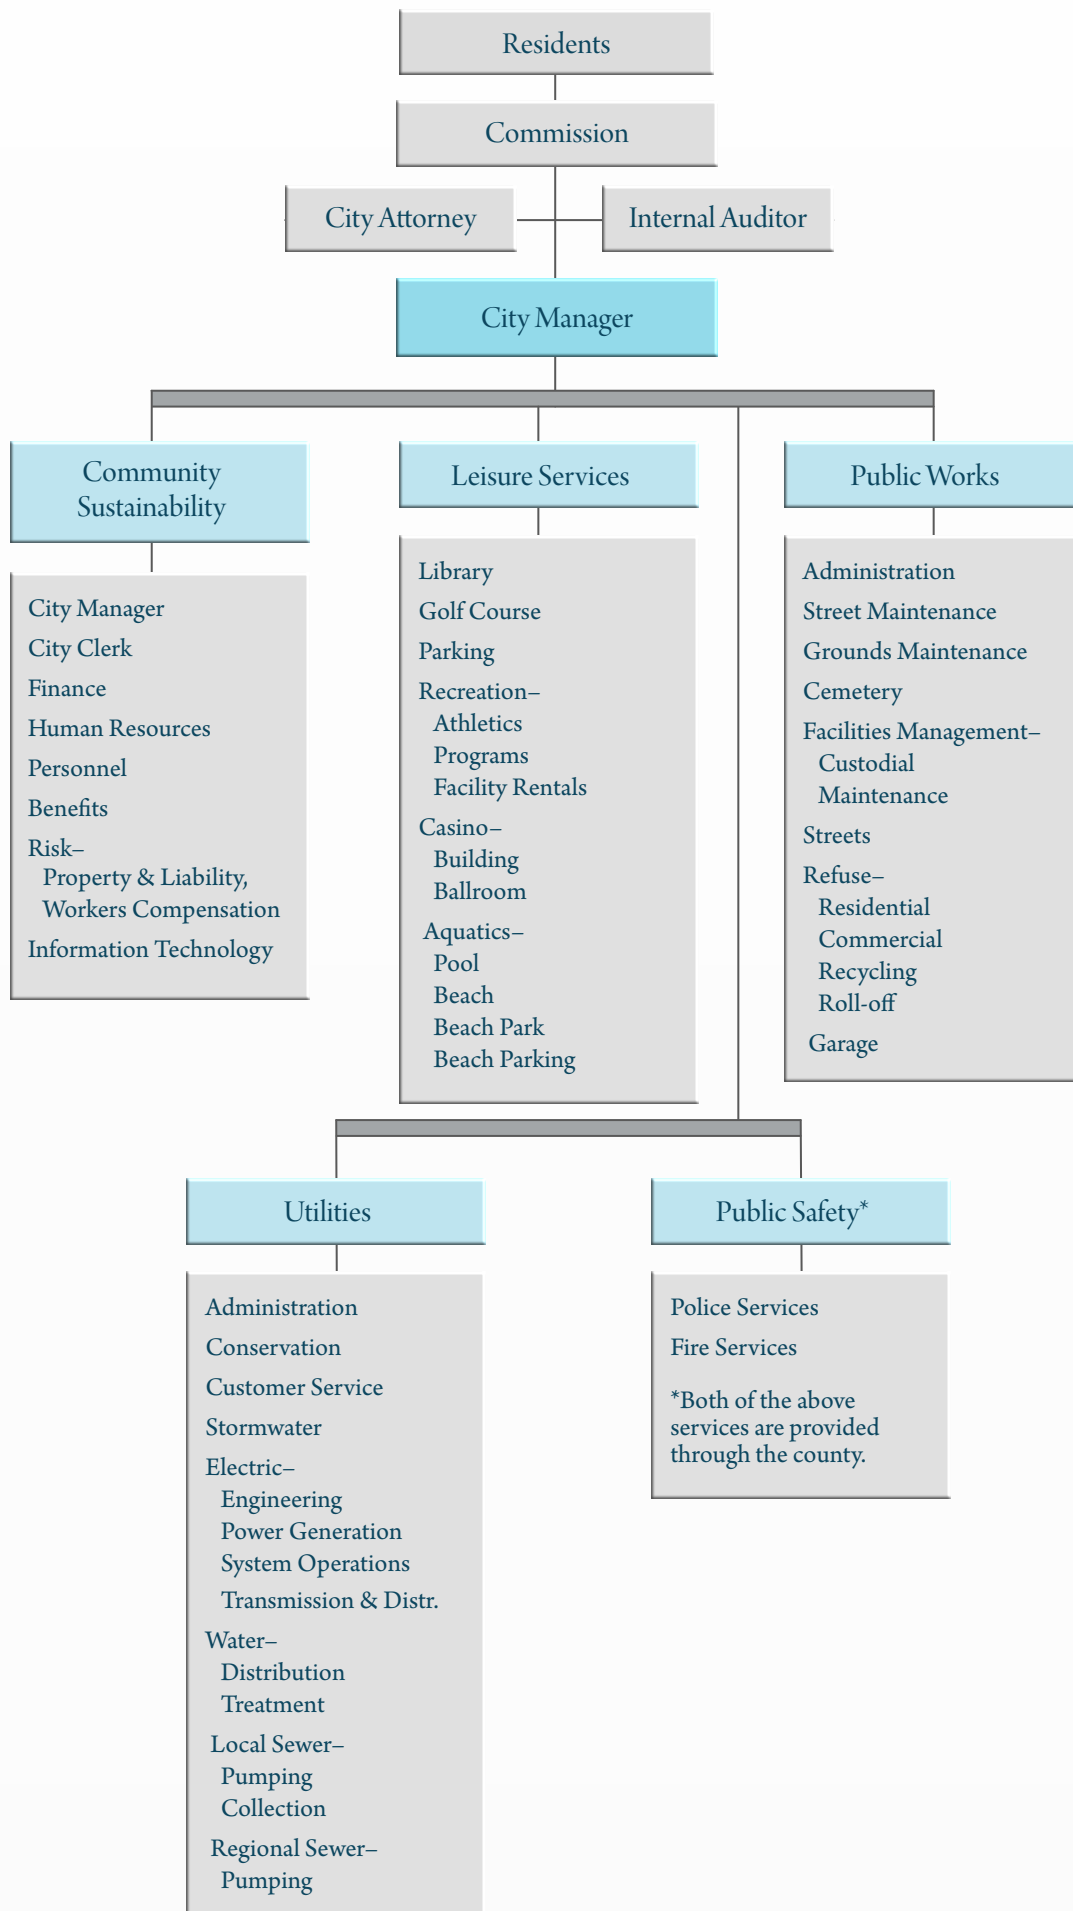 Residents
Commission
City Attorney
Internal Auditor
City Manager
Community
Sustainability
City Manager
City Clerk
Finance
Human Resources
Personnel
Benefits
Risk–
Property & Liability,
Workers Compensation
Information Technology
Leisure Services
Library
Golf Course
Parking
Recreation–
Athletics
Programs
Facility Rentals
Casino–
Building
Ballroom
Aquatics–
Pool
Beach
Beach Park
Beach Parking
Public Works
Administration
Street Maintenance
Grounds Maintenance
Cemetery
Facilities Management–
Custodial
Maintenance
Streets
Refuse–
Residential
Commercial
Recycling
Roll-off
Garage
Utilities
Administration
Conservation
Customer Service
Stormwater
Electric–
Engineering
Power Generation
System Operations
Transmission & Distr.
Water–
Distribution
Treatment
Local Sewer–
Pumping
Collection
Regional Sewer–
Pumping
Public Safety*
Police Services
Fire Services
*Both of the above
services are provided
through the county.